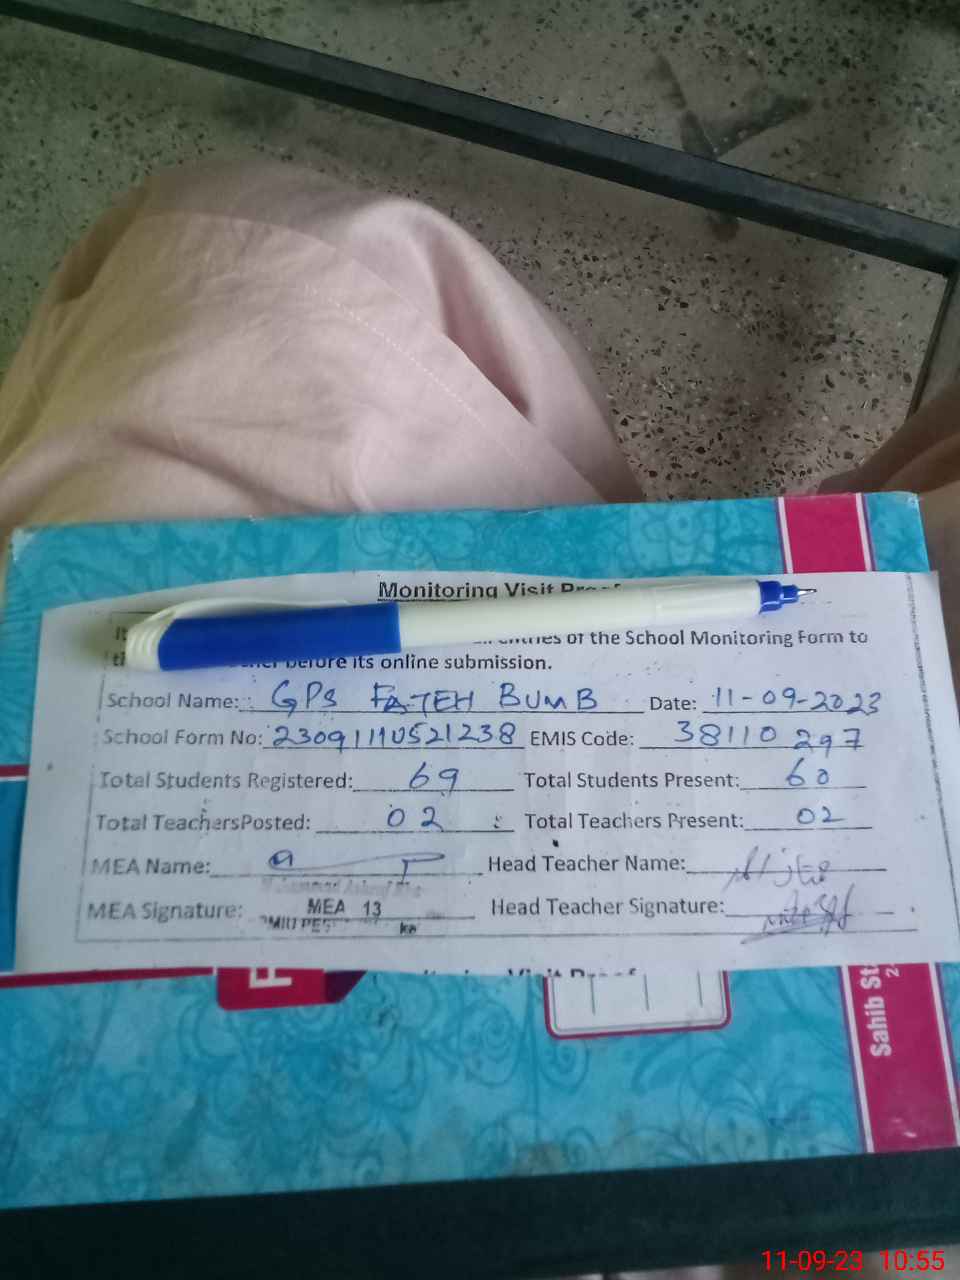 Monitoring Visit
entries of the School Monitoring Form to
before its online submission.
School Name: GPS FATEH BUMB Date: 11-09-2023
School Form No: 23091110521238 EMIS Code: 38110297
Total Students Registered: 69 Total Students Present: 60
Total TeachersPosted: 02 Total Teachers Present: 02
MEA Name: Head Teacher Name:
MEA Signature: MEA 13 Head Teacher Signature:
Sahib
11-09-23 10:55